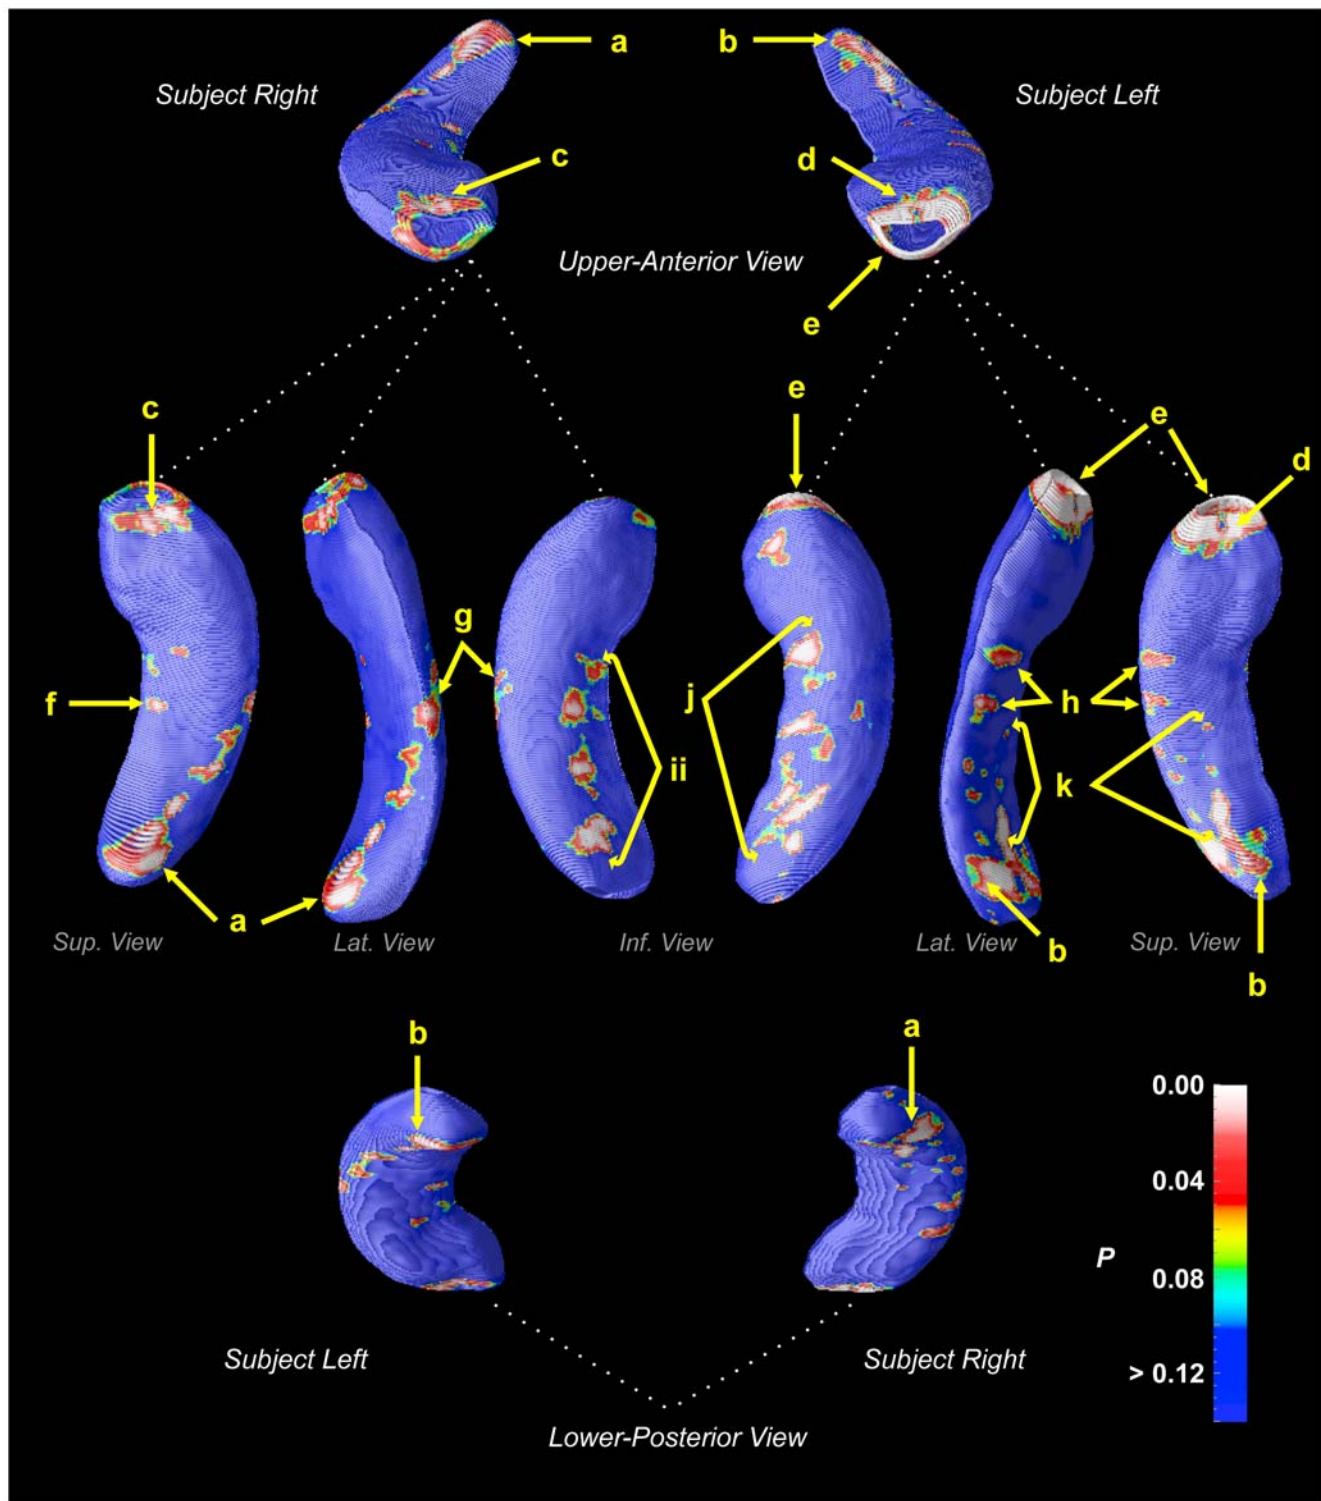 a
b
Subject Right
Subject Left
c
d
Upper-Anterior View
e
e
c
e
d
g
f
j
h
ii
k
a
b
Sup. View
Lat. View
Inf. View
Lat. View
Sup. View
b
b
a
0.00
0.04
P
0.08
Subject Left
Subject Right
> 0.12
Lower-Posterior View